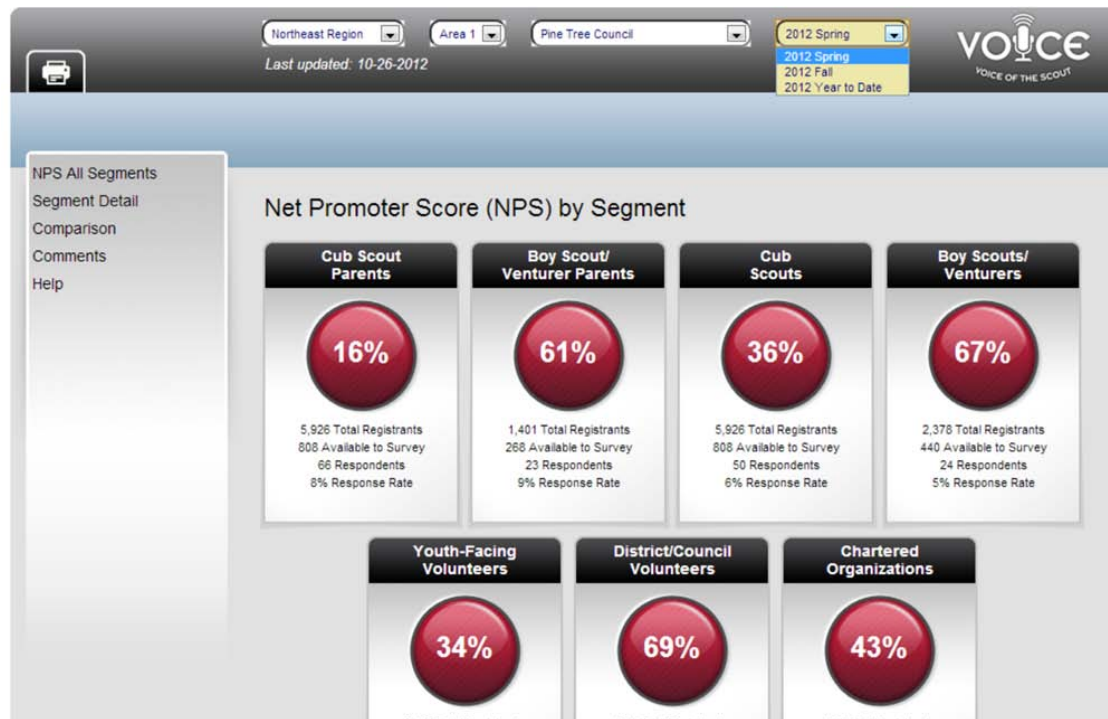 Northeast Region
Area 1
Pine Tree Council
2012 Spring
2012 Spring
2012 Fall
2012 Year to Date
Last updated: 10-26-2012
VOICE
VOICE OF THE SCOUT
NPS All Segments
Segment Detail
Comparison
Comments
Help
Net Promoter Score (NPS) by Segment
Cub Scout
Parents
16%
5,926 Total Registrants
808 Available to Survey
66 Respondents
8% Response Rate
Boy Scout/
Venturer Parents
61%
1,401 Total Registrants
268 Available to Survey
23 Respondents
9% Response Rate
Cub
Scouts
36%
5,926 Total Registrants
808 Available to Survey
50 Respondents
6% Response Rate
Boy Scouts/
Venturers
67%
2,378 Total Registrants
440 Available to Survey
24 Respondents
5% Response Rate
Youth-Facing
Volunteers
34%
District/Council
Volunteers
69%
Chartered
Organizations
43%